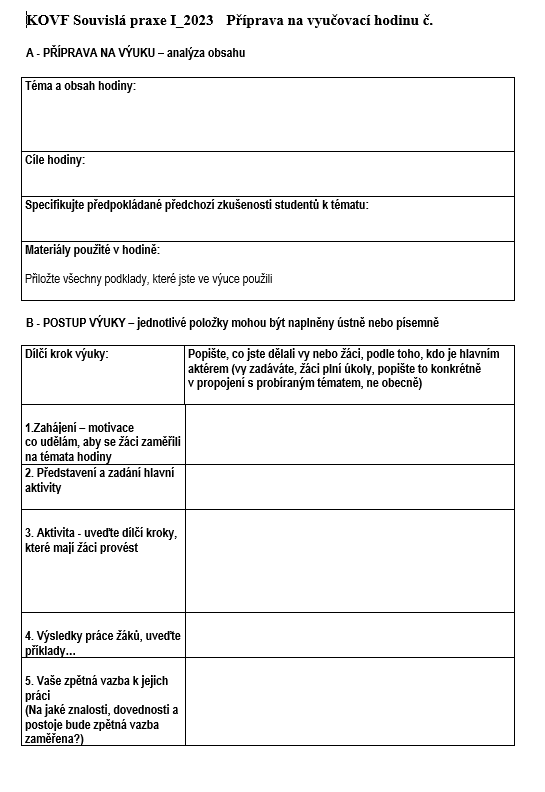 KOVF Souvislá praxe I_2023 Příprava na vyučovací hodinu č.
A - PŘÍPRAVA NA VÝUKU – analýza obsahu
Téma a obsah hodiny:
Cíle hodiny:
Specifikujte předpokládané předchozí zkušenosti studentů k tématu:
Materiály použité v hodině:
Přiložte všechny podklady, které jste ve výuce použili
B - POSTUP VÝUKY – jednotlivé položky mohou být naplněny ústně nebo písemně
Dílčí krok výuky:
Popište, co jste dělali vy nebo žáci, podle toho, kdo je hlavním
aktérem (vy zadáváte, žáci plní úkoly, popište to konkrétně
v propojení s probíraným tématem, ne obecně)
1.Zahájení – motivace
co udělám, aby se žáci zaměřili
na témata hodiny
2. Představení a zadání hlavní
aktivity
3. Aktivita - uveďte dílčí kroky,
které mají žáci provést
4. Výsledky práce žáků, uveďte
příklady…
5. Vaše zpětná vazba k jejich
práci
(Na jaké znalosti, dovednosti a
postoje bude zpětná vazba
zaměřena?)